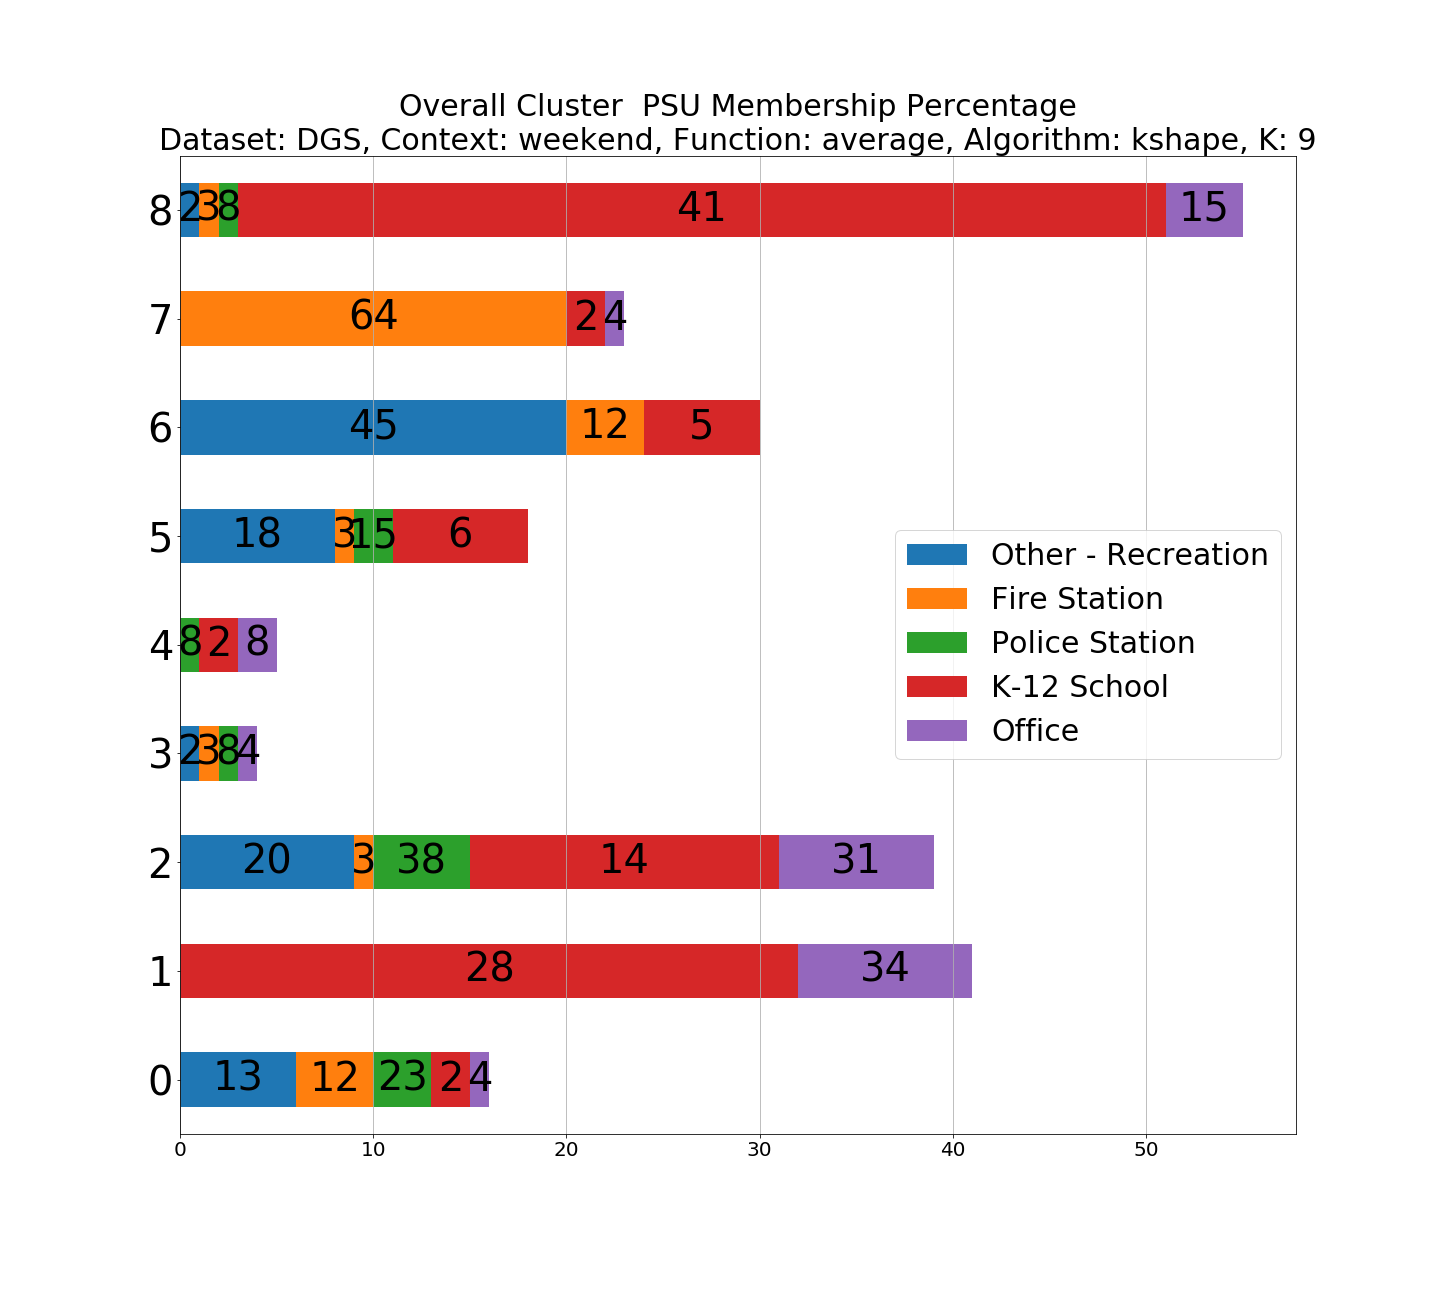 Overall Cluster  PSU Membership Percentage
Dataset: DGS, Context: weekend, Function: average, Algorithm: kshape, K: 9
8 2 3 8 41 15
7 64 2 4
6 45 12 5
5 18 3 15 6
4 8 2 8
3 2 3 8 4
2 20 3 38 14 31
1 28 34
0 13 12 23 2 4
0 10 20 30 40 50
Other - Recreation
Fire Station
Police Station
K-12 School
Office